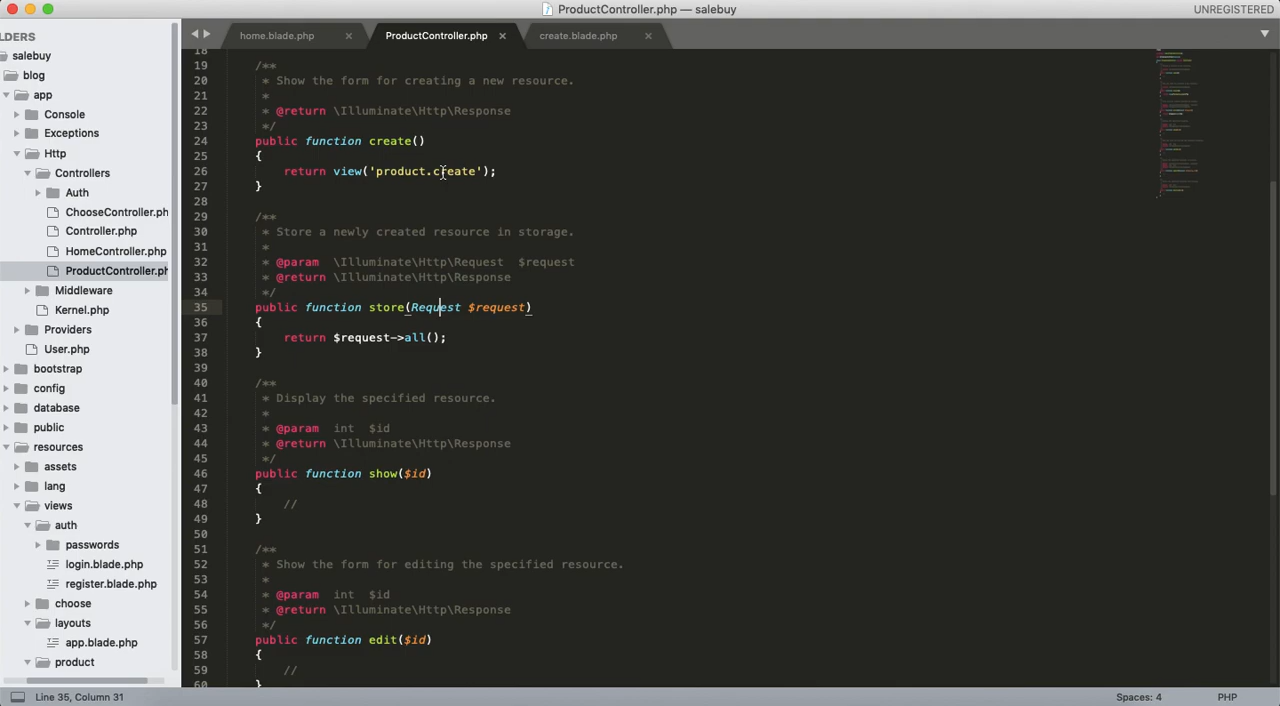 ProductController.php — salebuy
UNREGISTERED
LDERS
home.blade.php
ProductController.php
create.blade.php
salebuy
blog
app
Console
Exceptions
Http
Controllers
Auth
ChooseController.ph
Controller.php
HomeController.php
ProductController.ph
Middleware
Kernel.php
Providers
User.php
bootstrap
config
database
public
resources
assets
lang
views
auth
passwords
login.blade.php
register.blade.php
choose
layouts
app.blade.php
product
18
19 /**
20 * Show the form for creating a new resource.
21 *
22 * @return \Illuminate\Http\Response
23 */
24 public function create()
25 {
26 return view('product.create');
27 }
28
29 /**
30 * Store a newly created resource in storage.
31 *
32 * @param \Illuminate\Http\Request $request
33 * @return \Illuminate\Http\Response
34 */
35 public function store(Request $request)
36 {
37 return $request->all();
38 }
39
40 /**
41 * Display the specified resource.
42 *
43 * @param int $id
44 * @return \Illuminate\Http\Response
45 */
46 public function show($id)
47 {
48 //
49 }
50
51 /**
52 * Show the form for editing the specified resource.
53 *
54 * @param int $id
55 * @return \Illuminate\Http\Response
56 */
57 public function edit($id)
58 {
59 //
60 }
Line 35, Column 31
Spaces: 4
PHP